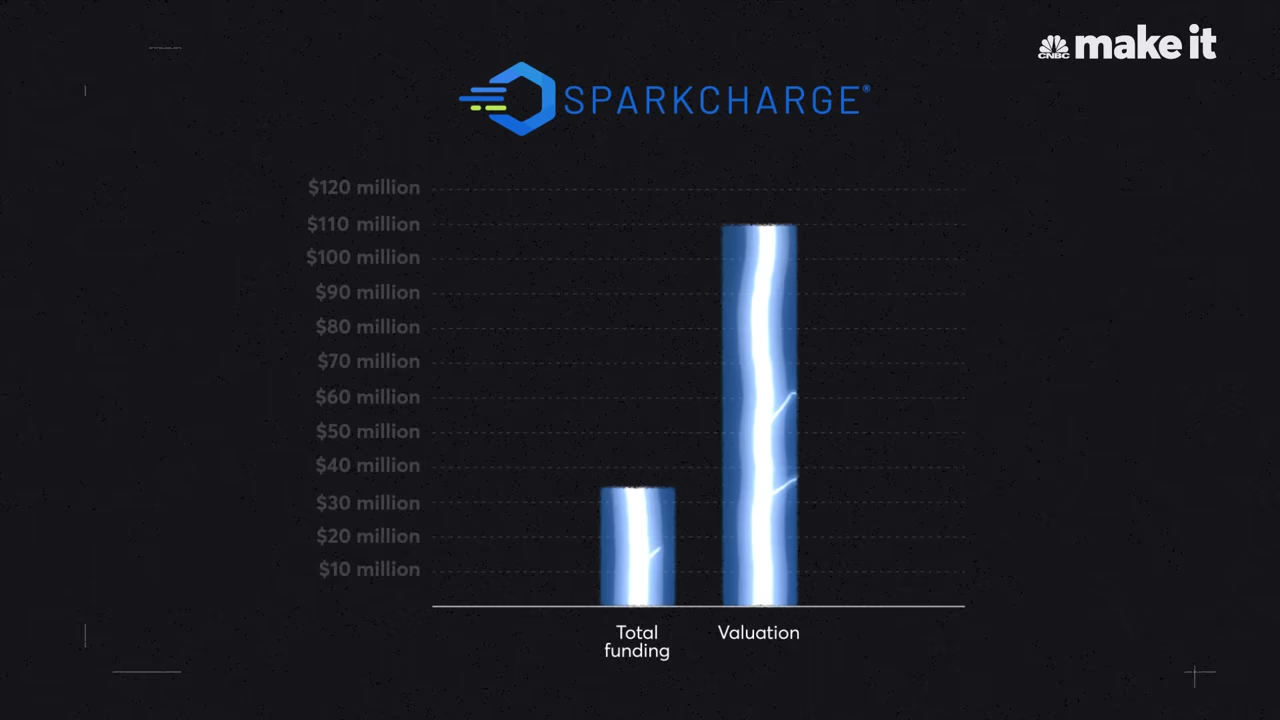 CNBC make it
SPARKCHARGE®
$120 million
$110 million
$100 million
$90 million
$80 million
$70 million
$60 million
$50 million
$40 million
$30 million
$20 million
$10 million
Total
funding
Valuation